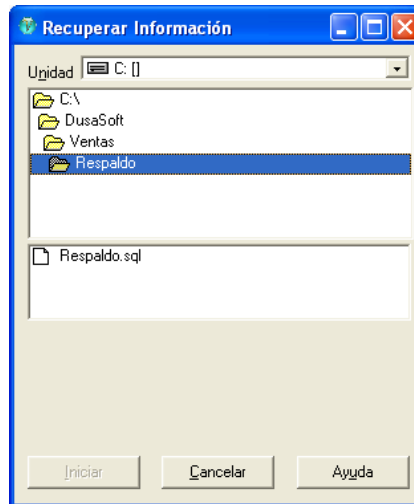 Recuperar Información
Unidad C: []
C:\
DusaSoft
Ventas
Respaldo
Respaldo.sql
Iniciar Cancelar Ayuda